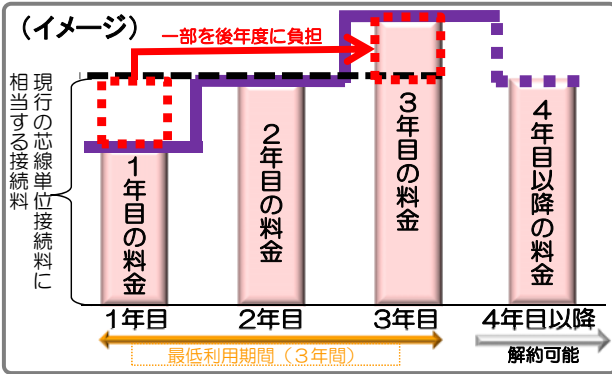 （イメージ）
一部を後年度に負担
現行の芯線単位接続料に
相当する接続料
1年目の料金
2年目の料金
3年目の料金
4年目以降の料金
1年目
2年目
3年目
4年目以降
最低利用期間（３年間）
解約可能